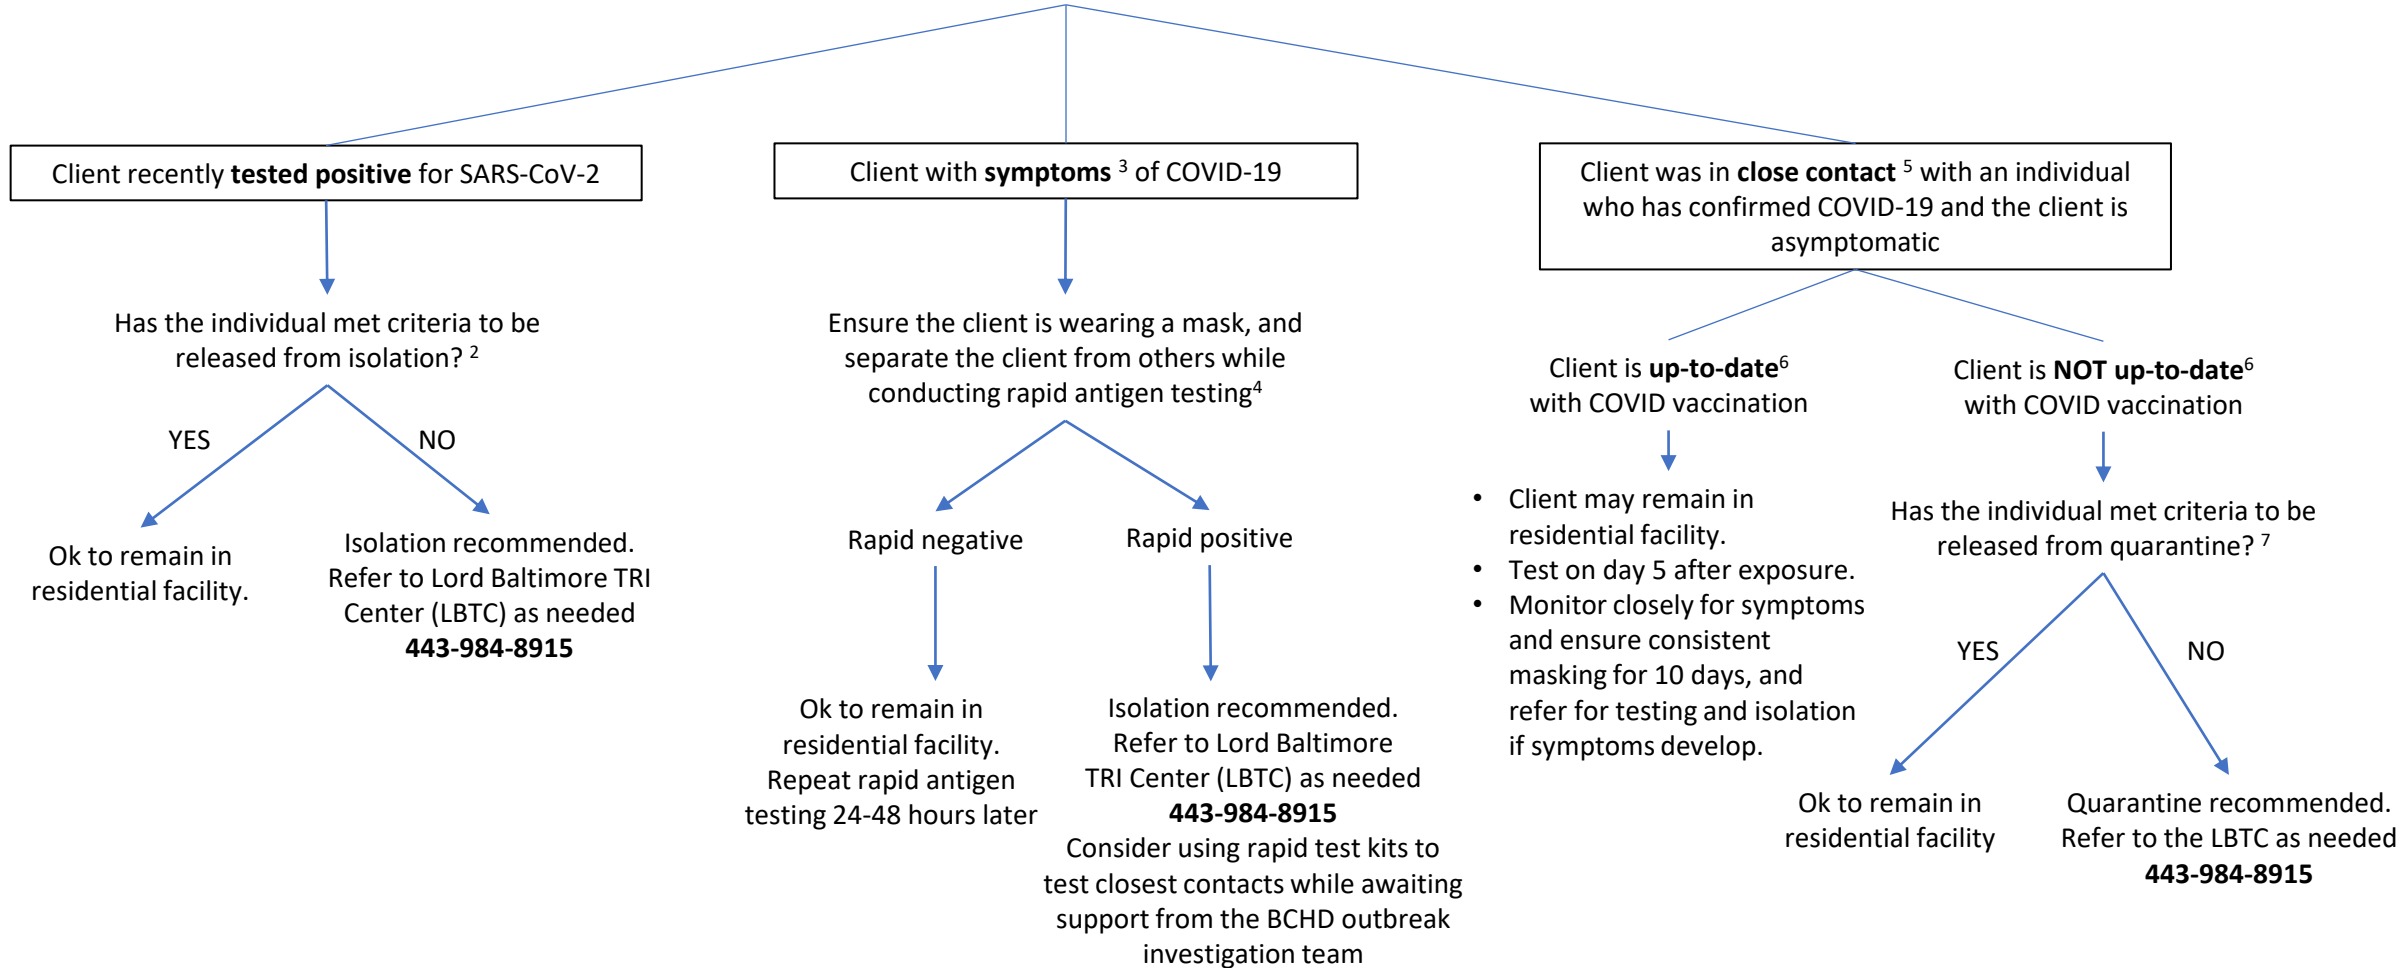 Client recently tested positive for SARS-CoV-2
Has the individual met criteria to be
released from isolation? 2
YES
NO
Ok to remain in
residential facility.
Isolation recommended.
Refer to Lord Baltimore TRI
Center (LBTC) as needed
443-984-8915
Client with symptoms 3 of COVID-19
Ensure the client is wearing a mask, and
separate the client from others while
conducting rapid antigen testing4
Rapid negative
Ok to remain in
residential facility.
Repeat rapid antigen
testing 24-48 hours later
Rapid positive
Isolation recommended.
Refer to Lord Baltimore
TRI Center (LBTC) as needed
443-984-8915
Consider using rapid test kits to
test closest contacts while awaiting
support from the BCHD outbreak
investigation team
Client was in close contact 5 with an individual
who has confirmed COVID-19 and the client is
asymptomatic
Client is up-to-date6
with COVID vaccination
• Client may remain in
residential facility.
• Test on day 5 after exposure.
• Monitor closely for symptoms
and ensure consistent
masking for 10 days, and
refer for testing and isolation
if symptoms develop.
Client is NOT up-to-date6
with COVID vaccination
Has the individual met criteria to be
released from quarantine? 7
YES
NO
Ok to remain in
residential facility
Quarantine recommended.
Refer to the LBTC as needed
443-984-8915